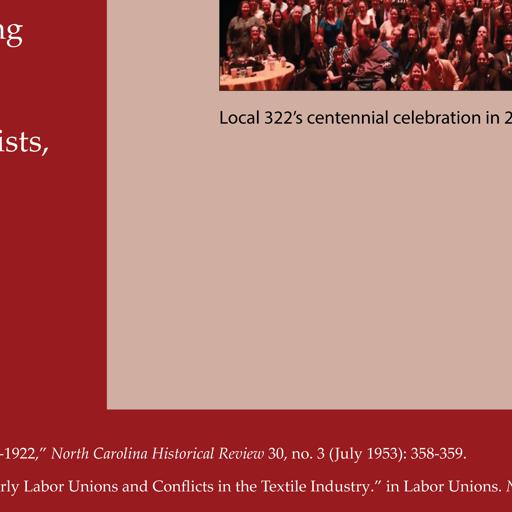 ng
Local 322's centennial celebration in 2
ists,
-1922,” North Carolina Historical Review 30, no. 3 (July 1953): 358-359.
rly Labor Unions and Conflicts in the Textile Industry.” in Labor Unions. N